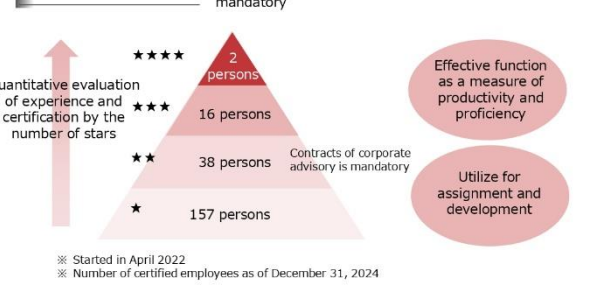 mandatory
★★★★
2
persons
uantitative evaluation
of experience and
certification by the
number of stars
★★★
16 persons
★★
38 persons
Contracts of corporate
advisory is mandatory
★
157 persons
Effective function
as a measure of
productivity and
proficiency
Utilize for
assignment and
development
※ Started in April 2022
※ Number of certified employees as of December 31, 2024